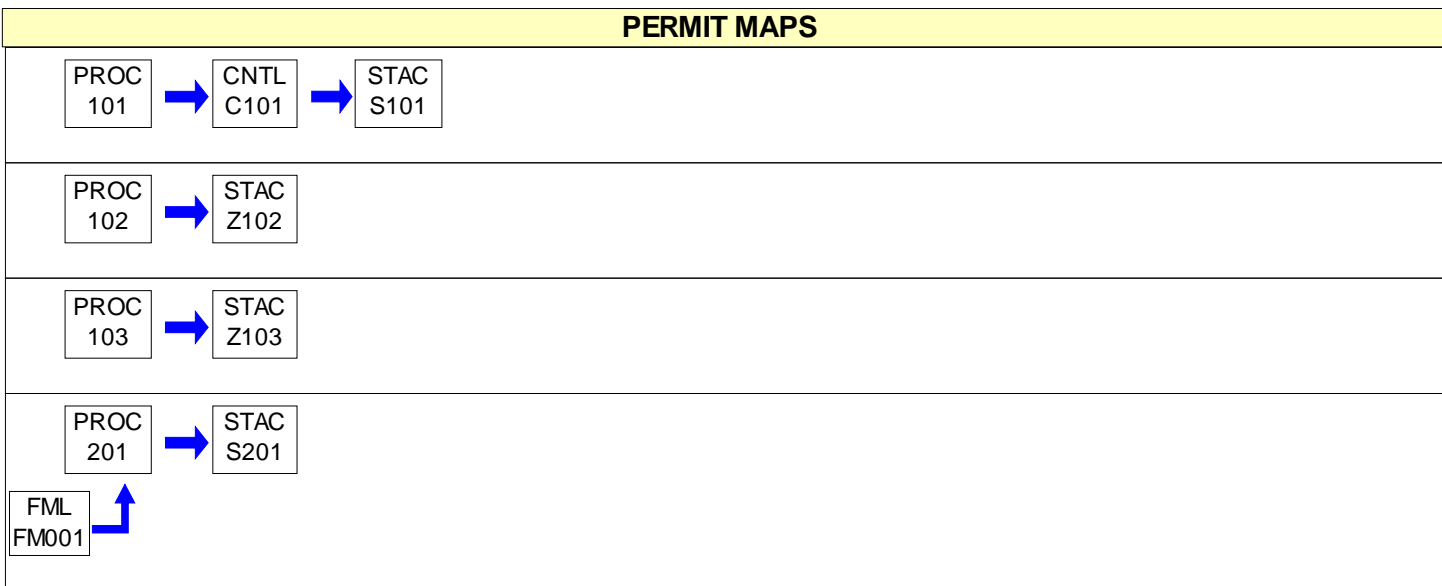 PERMIT MAPS
PROC
101
CNTL
C101
STAC
S101
PROC
102
STAC
Z102
PROC
103
STAC
Z103
PROC
201
STAC
S201
FML
FM001